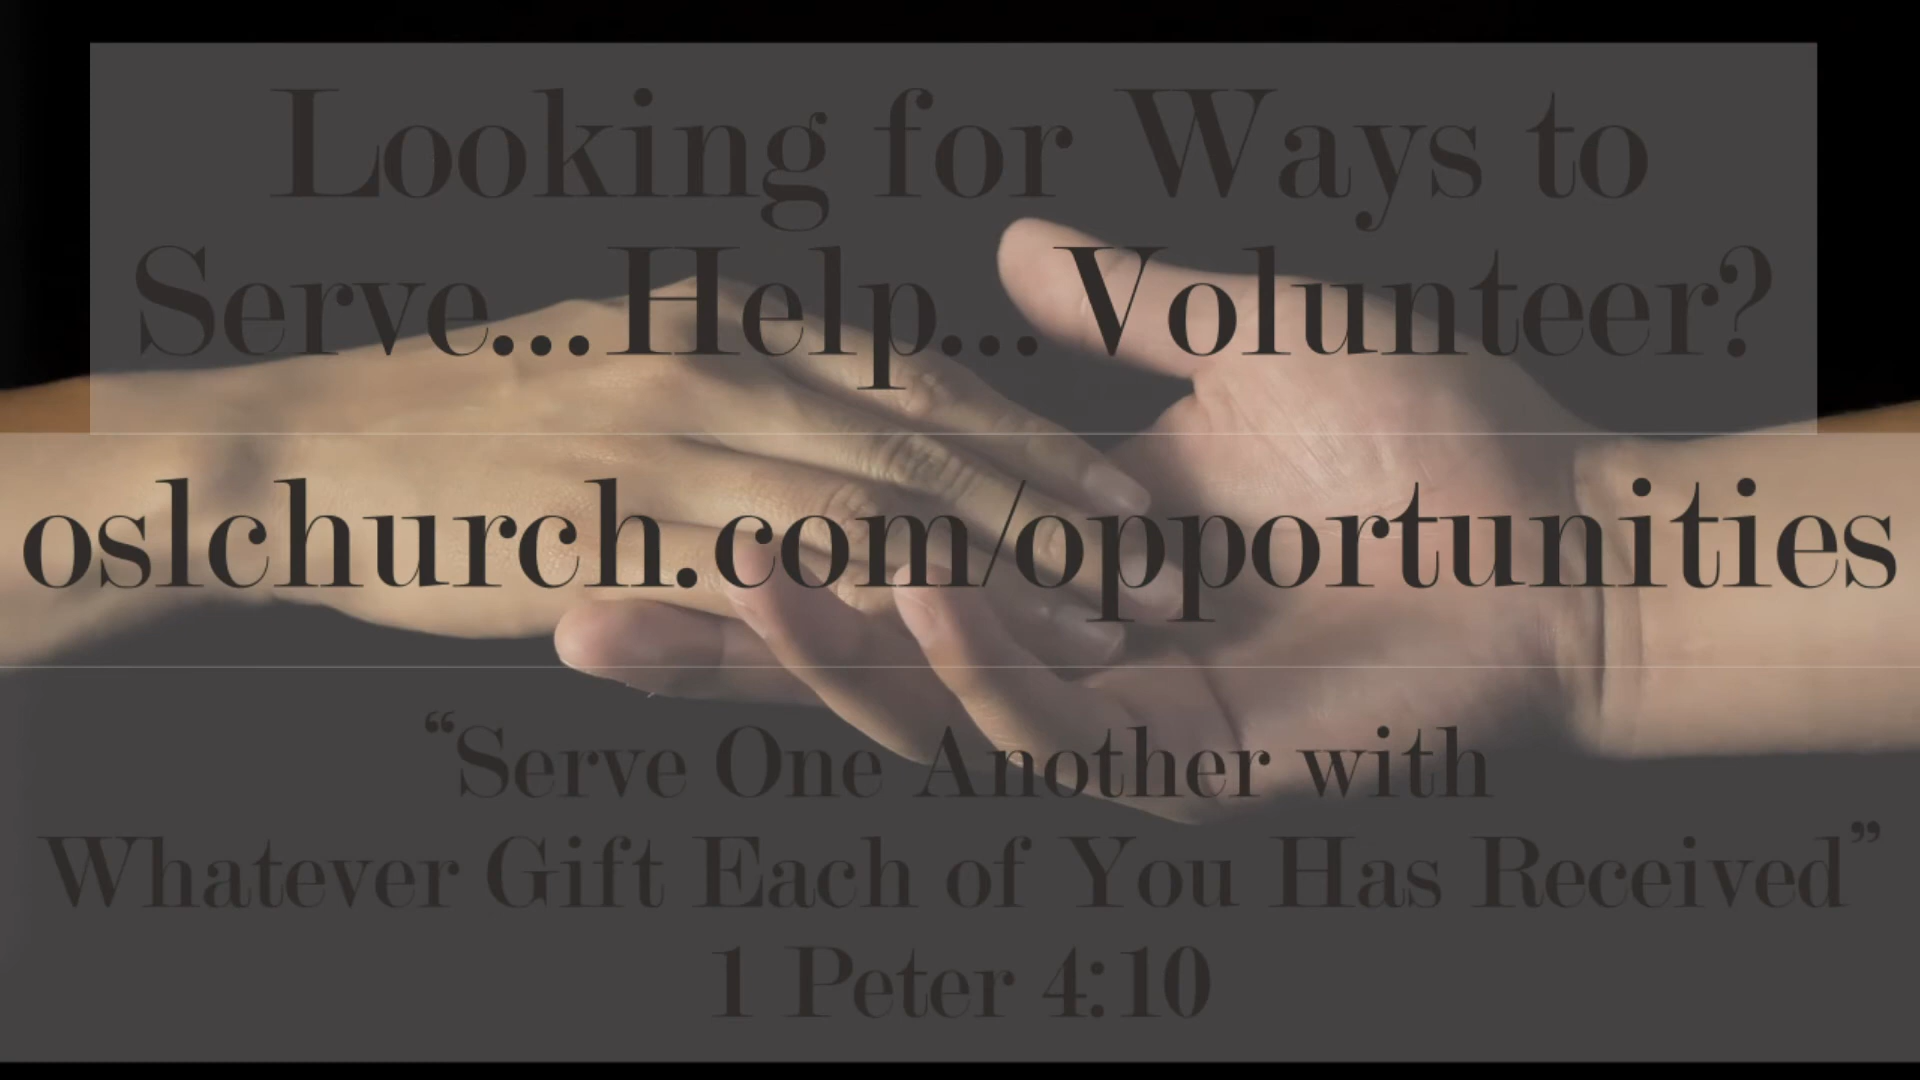 Looking for Ways to
Serve...Help...Volunteer?
oslchurch.com/opportunities
“Serve One Another with
Whatever Gift Each of You Has Received”
1 Peter 4:10